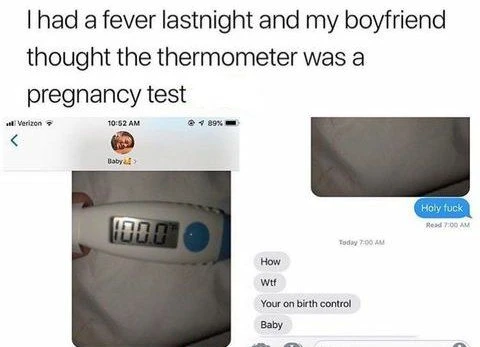 I had a fever lastnight and my boyfriend
thought the thermometer was a
pregnancy test
Verizon
10:52 AM
89%
Baby
100.0°
Holy fuck
Read 7:00 AM
Today 7:00 AM
How
Wtf
Your on birth control
Baby